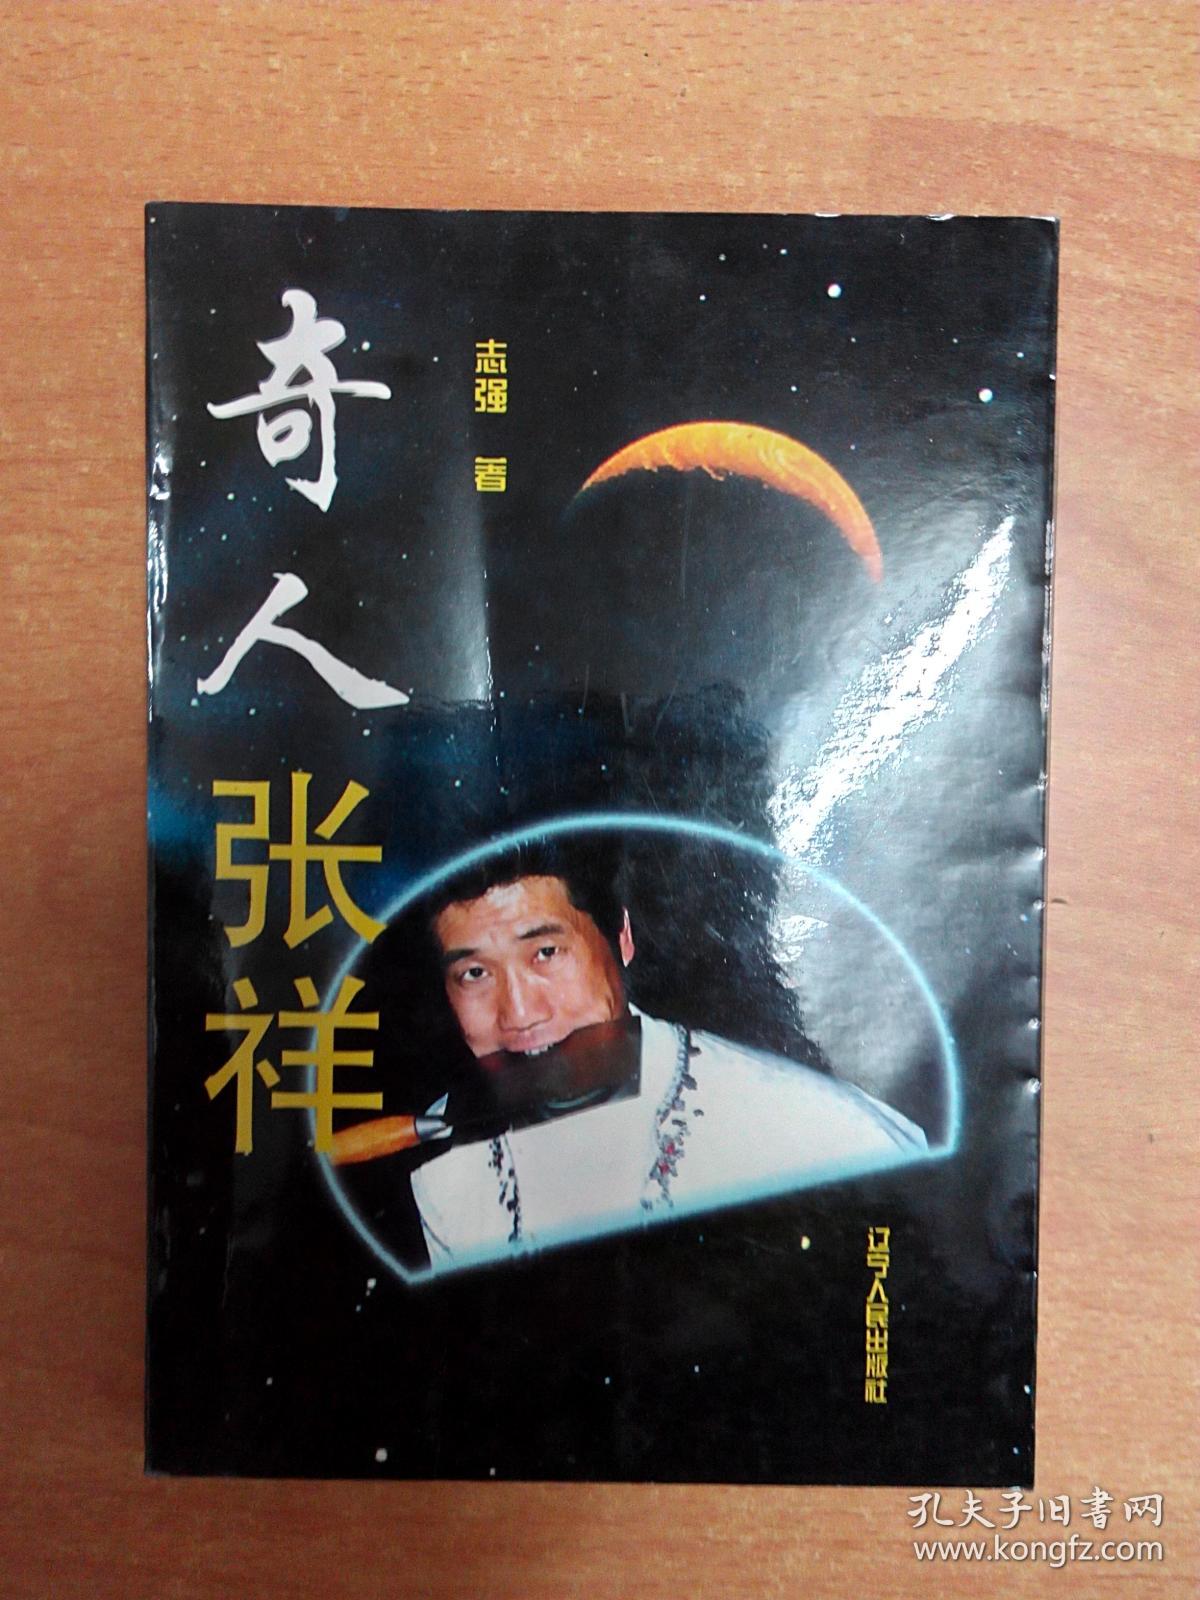 奇人
张祥
志强 著
辽宁人民出版社
孔夫子旧书网
www.kongfz.com